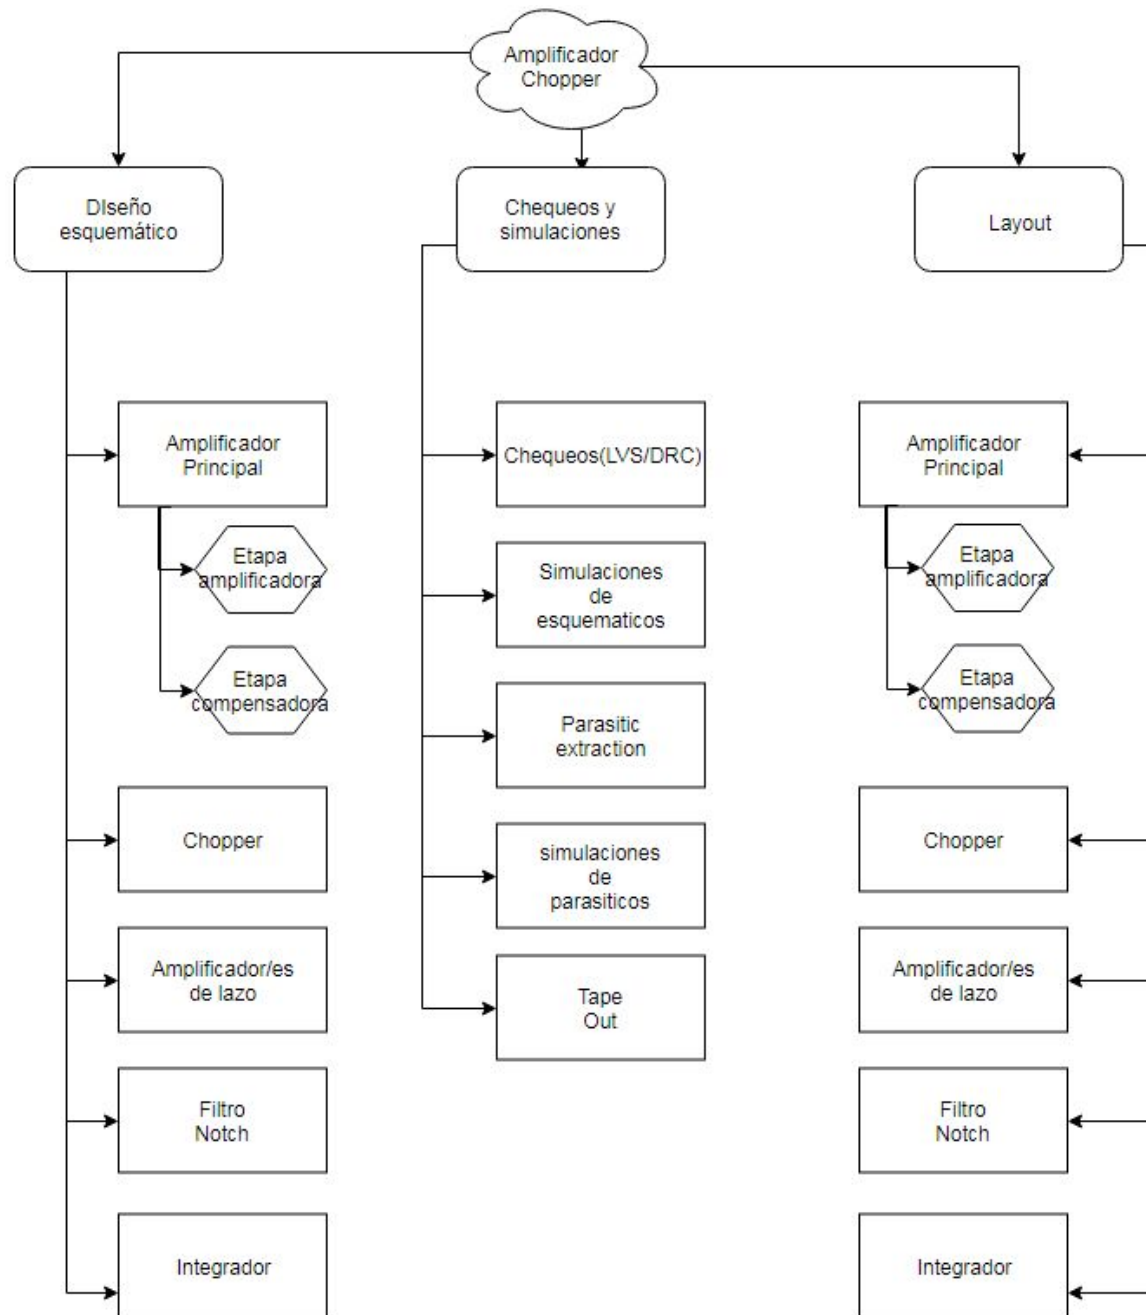 Amplificador
Chopper
DIseño
esquemático
Chequeos y
simulaciones
Layout
Amplificador
Principal
Etapa
amplificadora
Etapa
compensadora
Chopper
Amplificador/es
de lazo
Filtro
Notch
Integrador
Chequeos(LVS/DRC)
Simulaciones
de
esquematicos
Parasitic
extraction
simulaciones
de
parasiticos
Tape
Out
Amplificador
Principal
Etapa
amplificadora
Etapa
compensadora
Chopper
Amplificador/es
de lazo
Filtro
Notch
Integrador